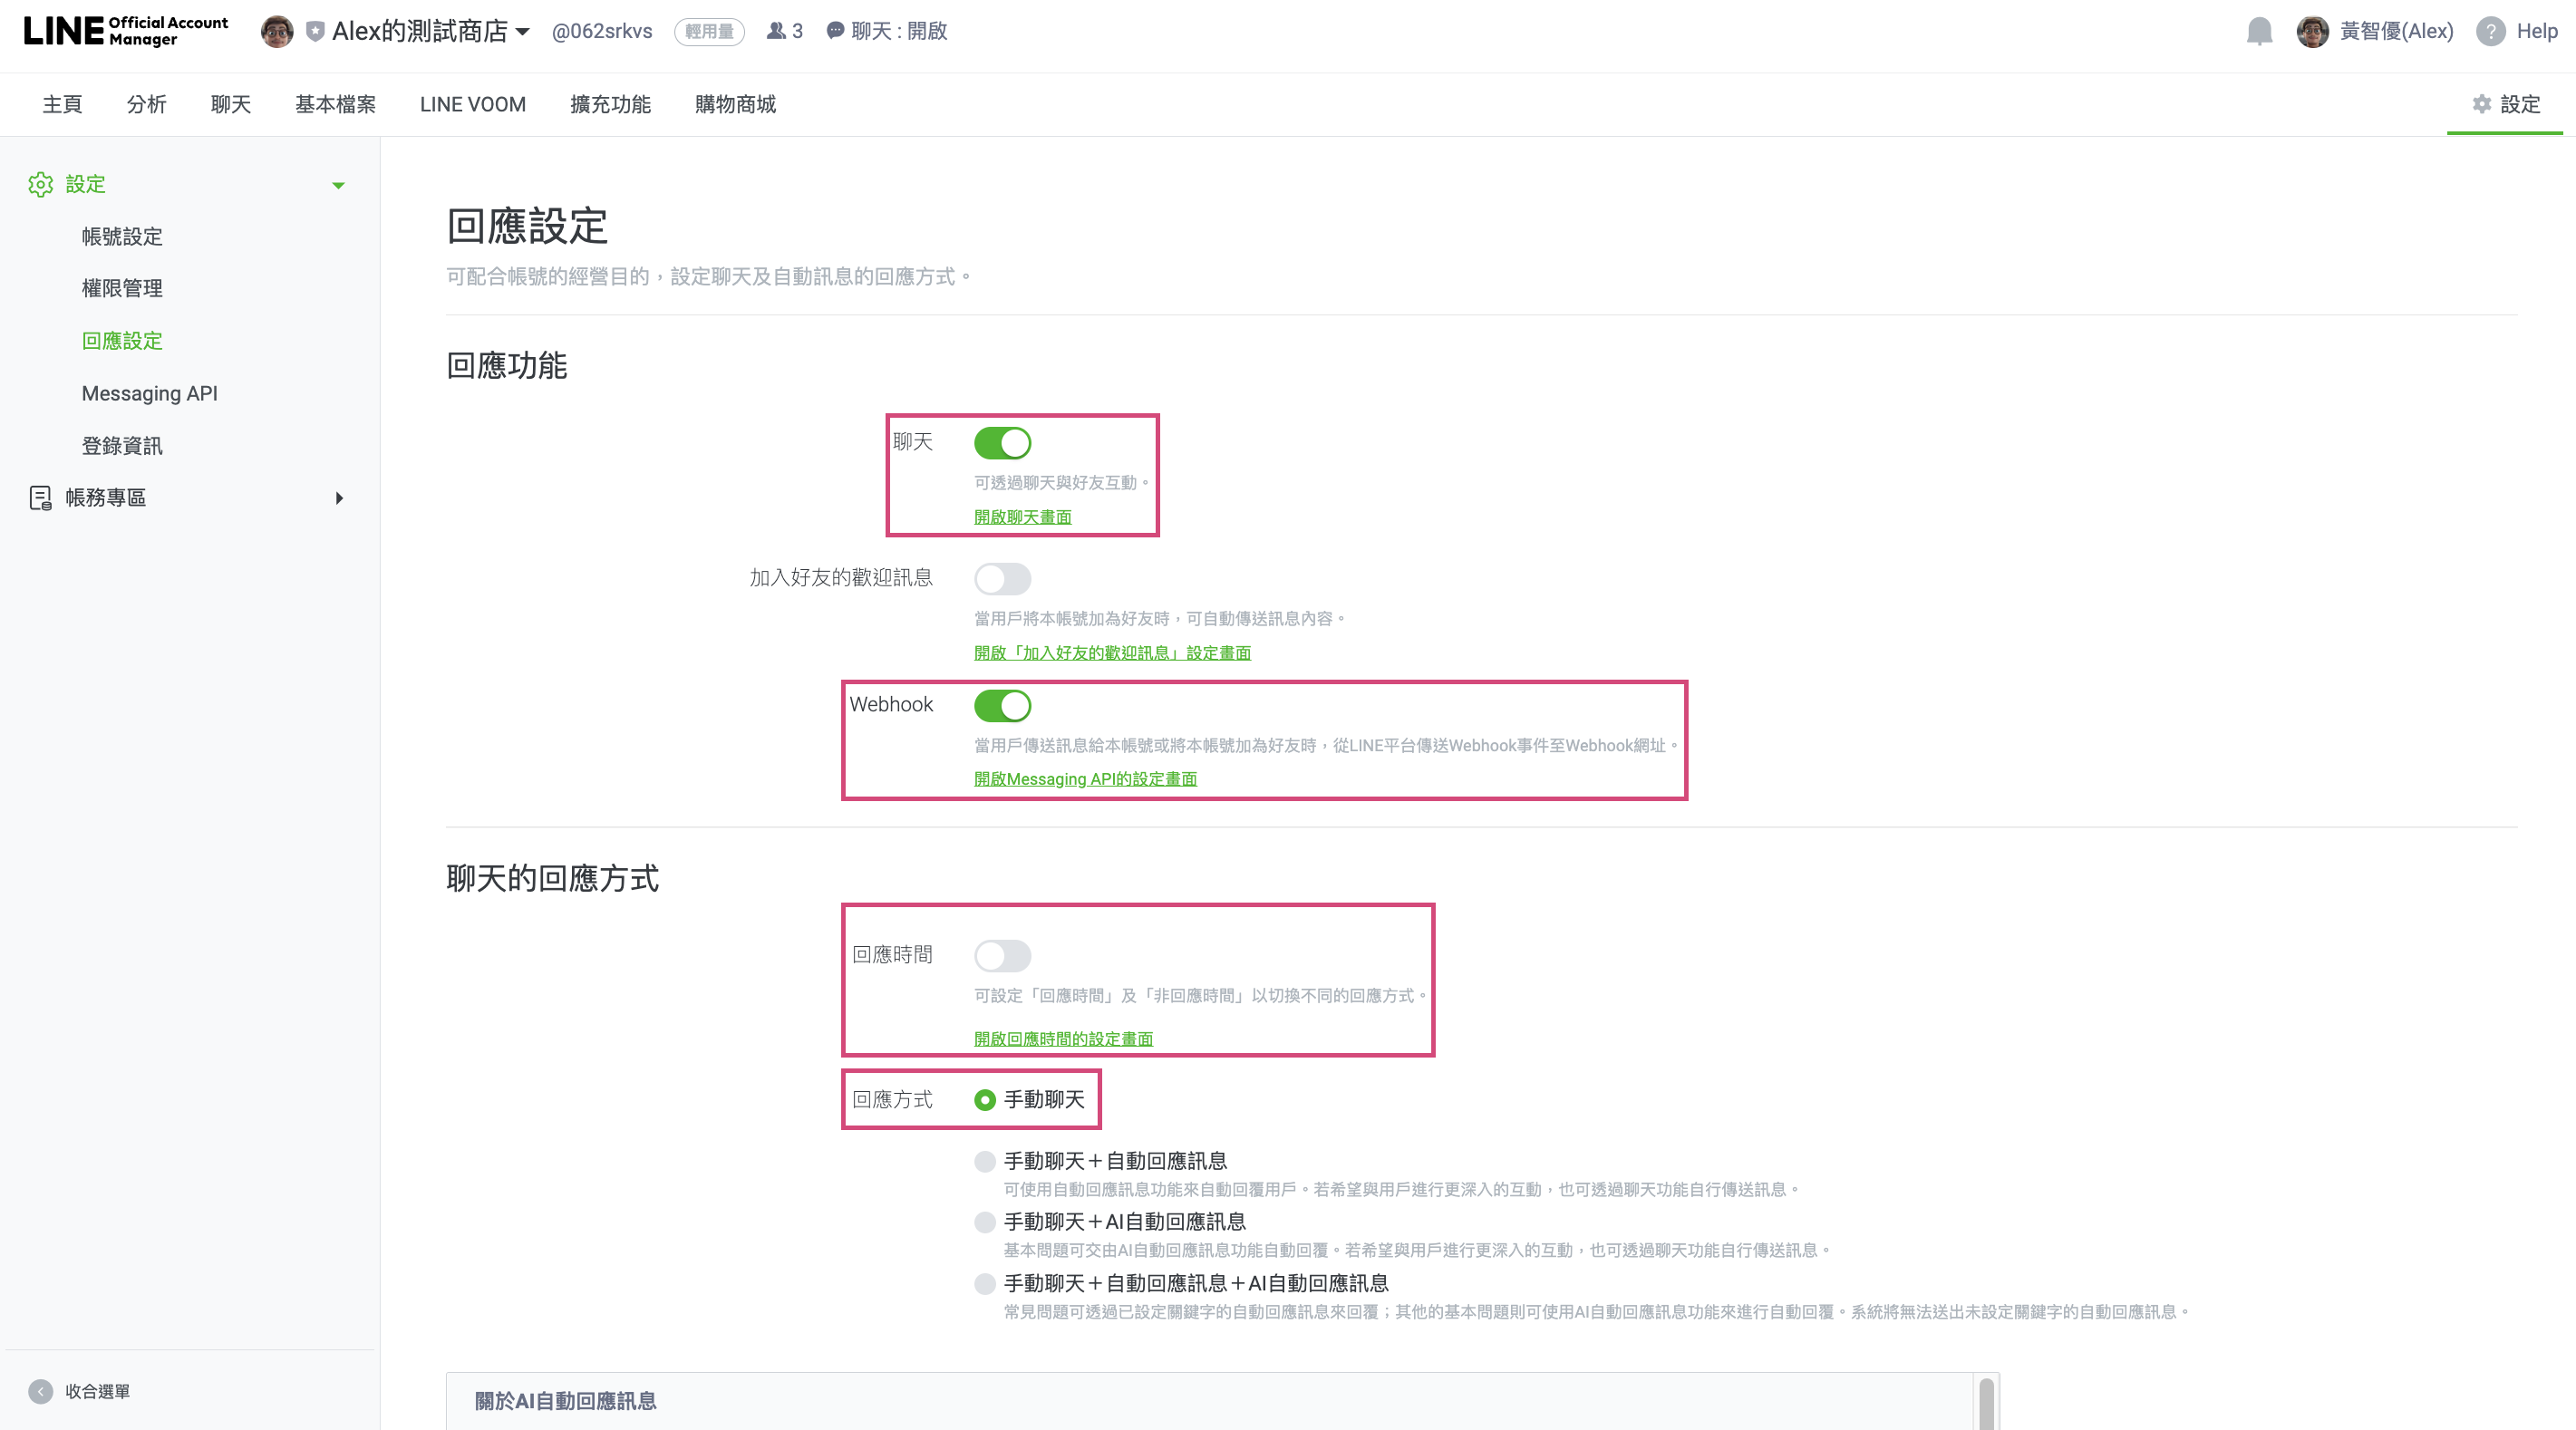 LINE Official Account Manager
Alex的測試商店
@062srkvs
輕用量
3
聊天 : 開啟
黃智優(Alex)
? Help
主頁
分析
聊天
基本檔案
LINE VOOM
擴充功能
購物商城
設定
設定
帳號設定
權限管理
回應設定
Messaging API
登錄資訊
帳務專區
收合選單
回應設定
可配合帳號的經營目的，設定聊天及自動訊息的回應方式。
回應功能
聊天
可透過聊天與好友互動。
開啟聊天畫面
加入好友的歡迎訊息
當用戶將本帳號加為好友時，可自動傳送訊息內容。
開啟「加入好友的歡迎訊息」設定畫面
Webhook
當用戶傳送訊息給本帳號或將本帳號加為好友時，從LINE平台傳送Webhook事件至Webhook網址。
開啟Messaging API的設定畫面
聊天的回應方式
回應時間
可設定「回應時間」及「非回應時間」以切換不同的回應方式。
開啟回應時間的設定畫面
回應方式
手動聊天
手動聊天＋自動回應訊息
可使用自動回應訊息功能來自動回覆用戶。若希望與用戶進行更深入的互動，也可透過聊天功能自行傳送訊息。
手動聊天＋AI自動回應訊息
基本問題可交由AI自動回應訊息功能自動回覆。若希望與用戶進行更深入的互動，也可透過聊天功能自行傳送訊息。
手動聊天＋自動回應訊息＋AI自動回應訊息
常見問題可透過已設定關鍵字的自動回應訊息來回覆；其他的基本問題則可使用AI自動回應訊息功能來進行自動回覆。系統將無法送出未設定關鍵字的自動回應訊息。
關於AI自動回應訊息